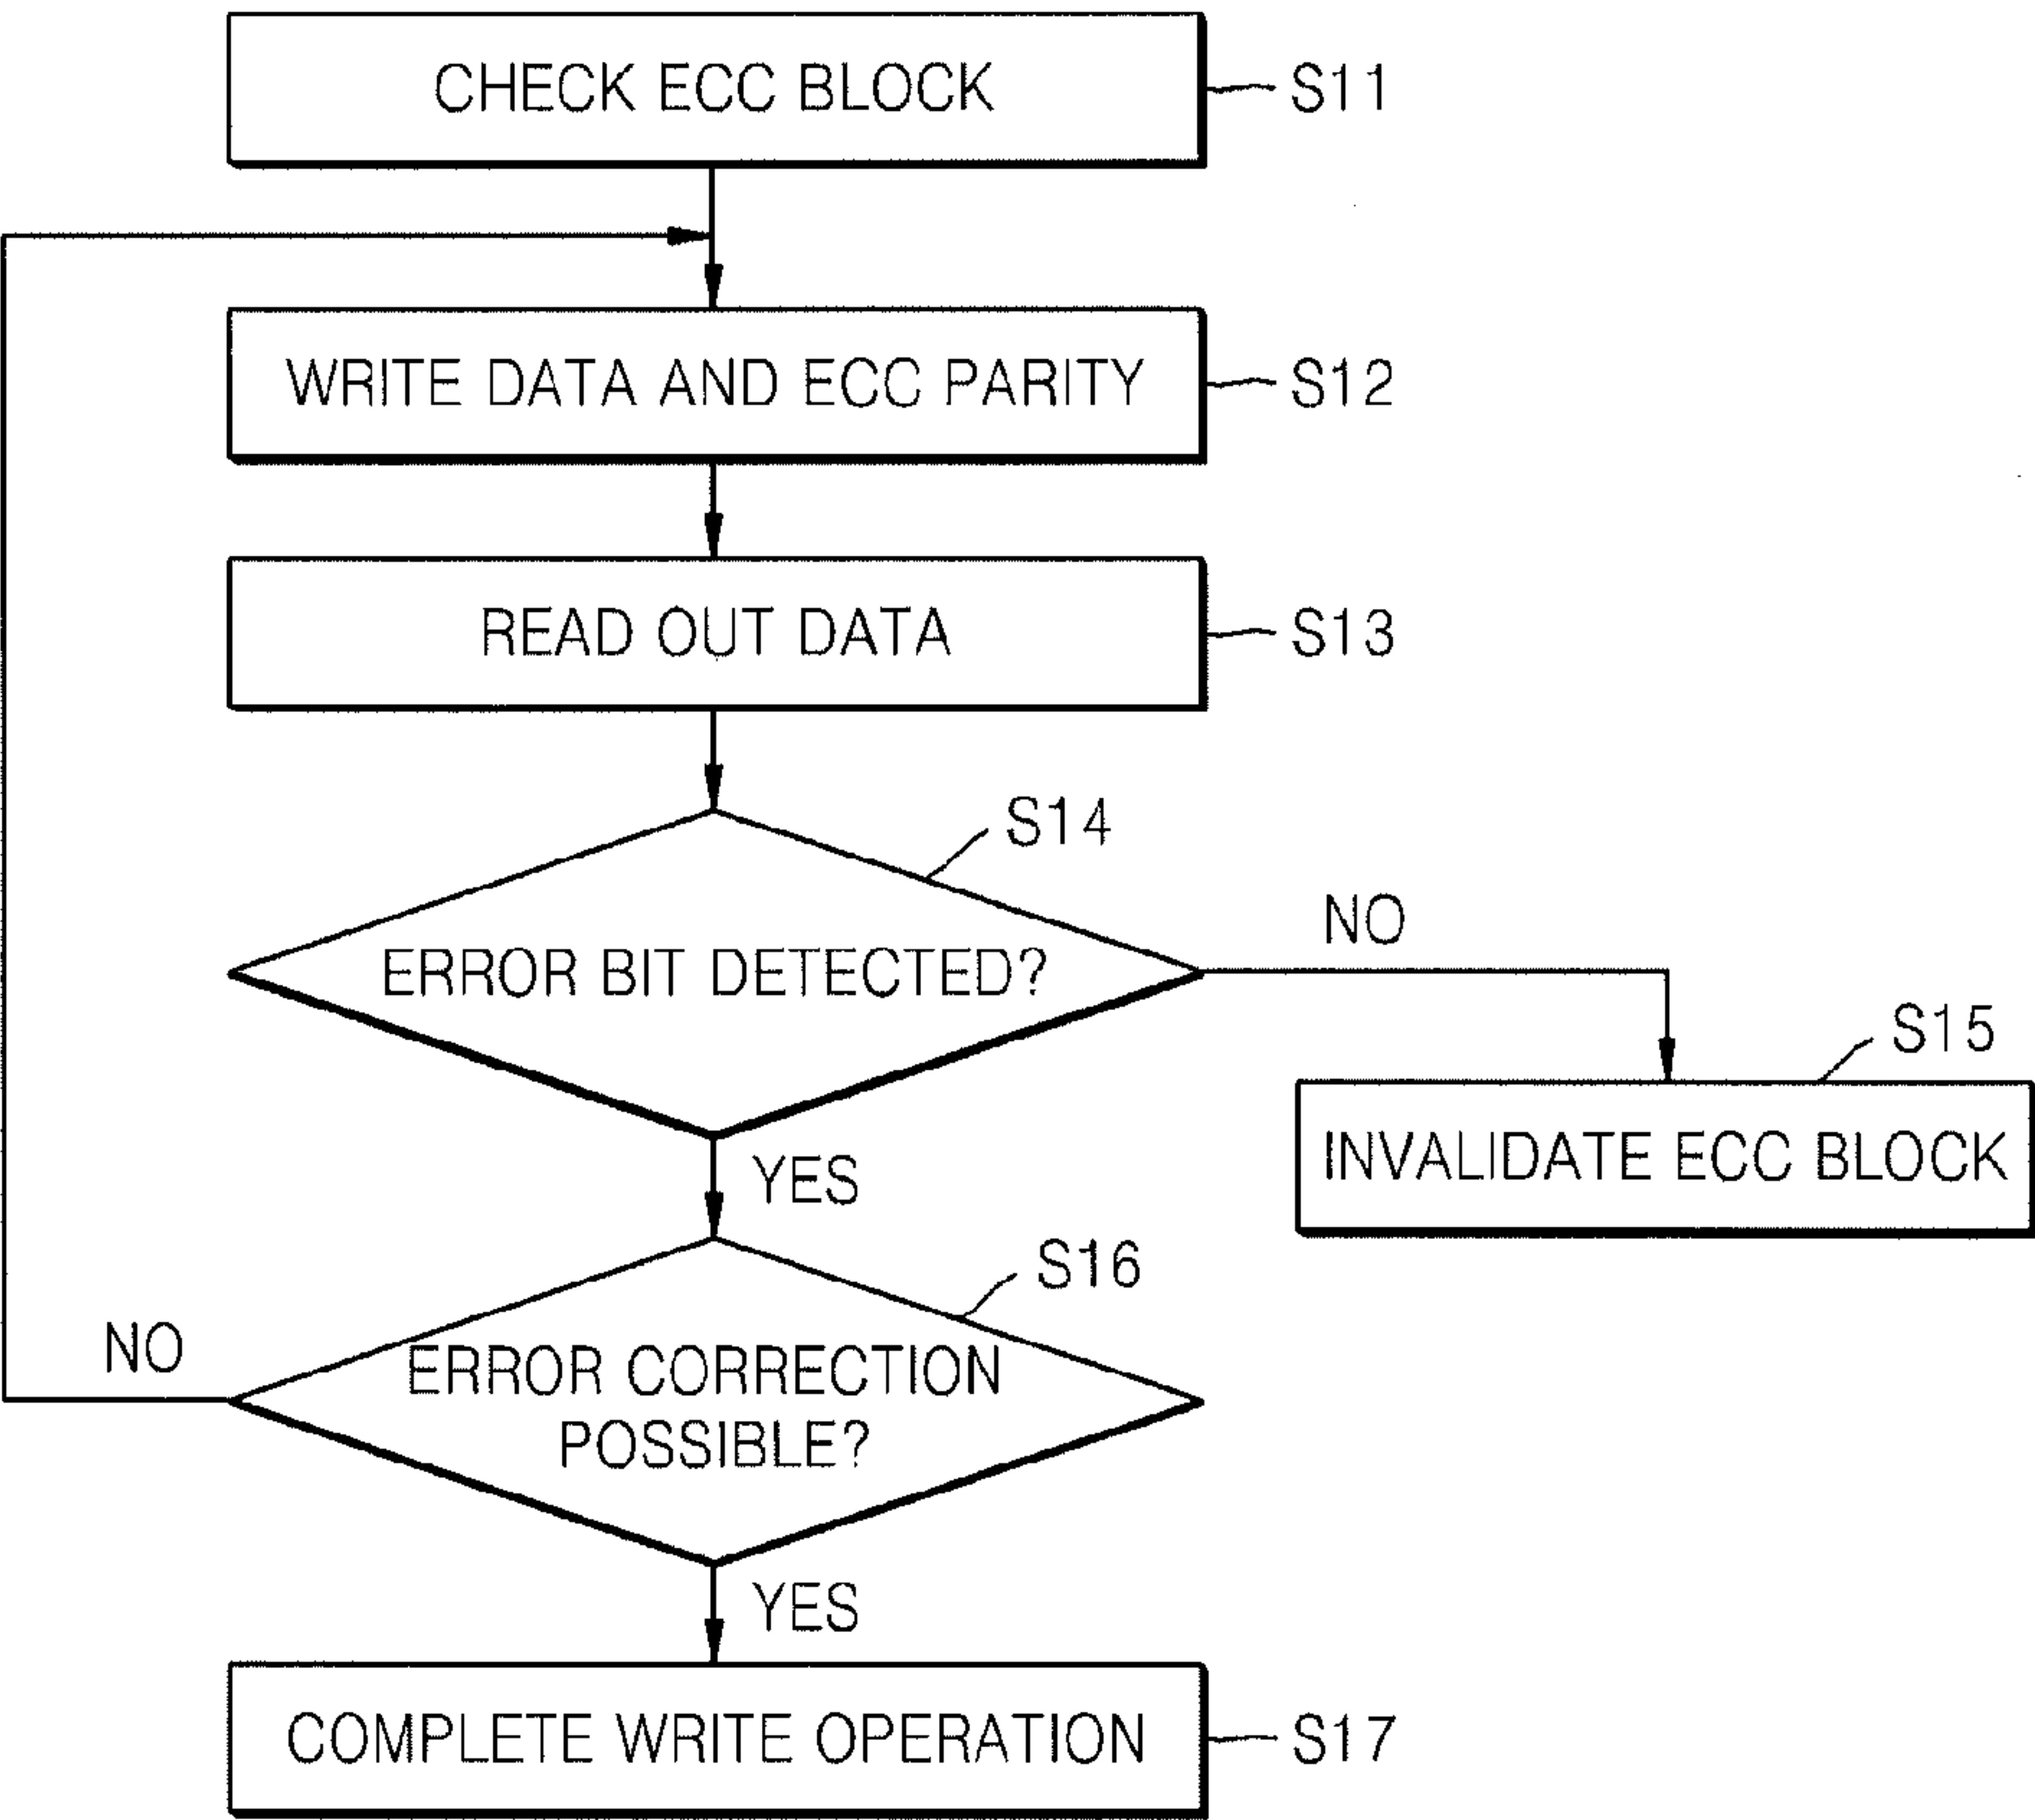 CHECK ECC BLOCK
S11
WRITE DATA AND ECC PARITY
S12
READ OUT DATA
S13
S14
ERROR BIT DETECTED?
NO
S15
INVALIDATE ECC BLOCK
YES
S16
NO
ERROR CORRECTION
POSSIBLE?
YES
COMPLETE WRITE OPERATION
S17